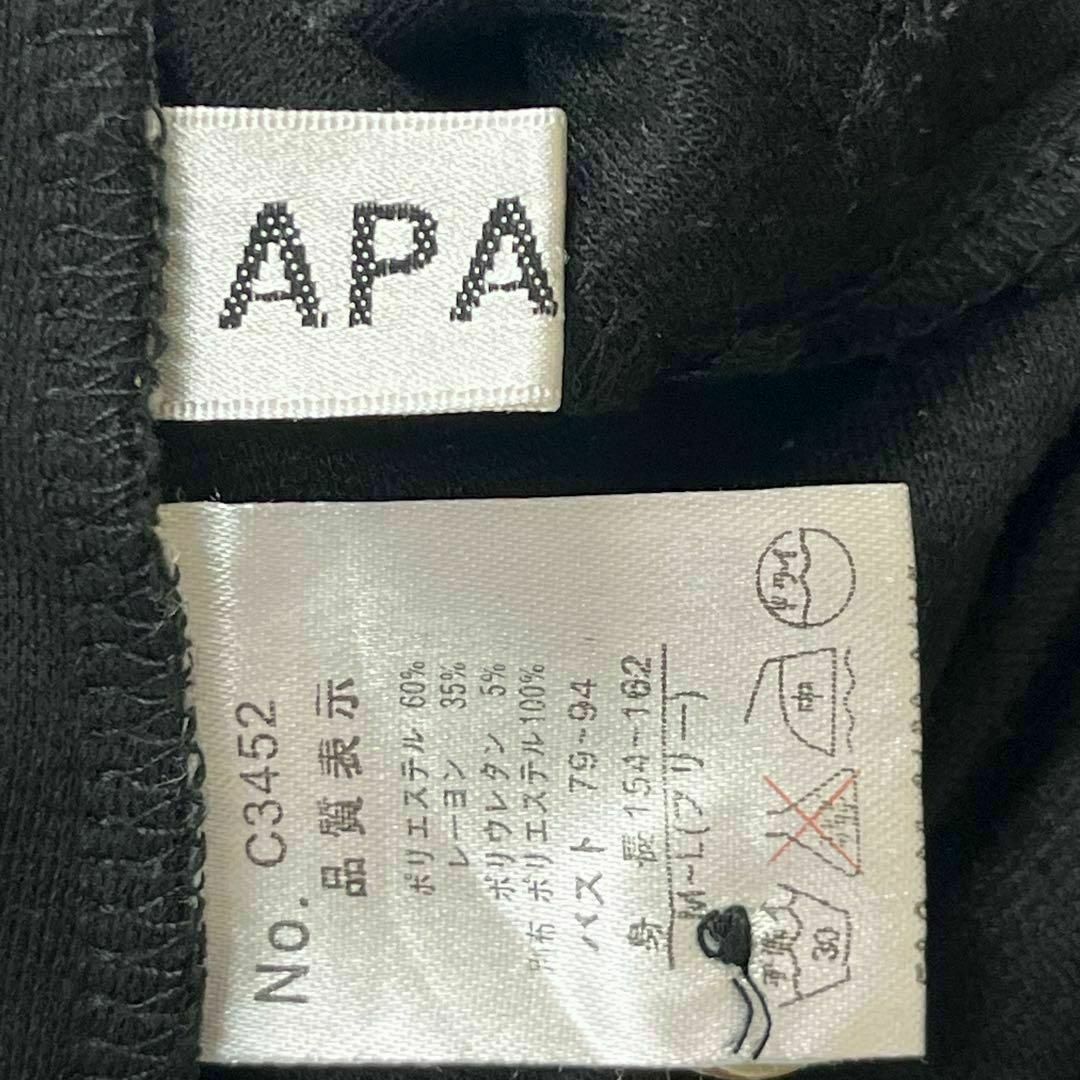 APA
No. C3452
品質表示
ポリエステル 60%
レーヨン 35%
ポリウレタン 5%
別布 ポリエステル100%
バスト 79-94
身 長 154-162
M~L(フリー)
手洗
30
中
ドライ